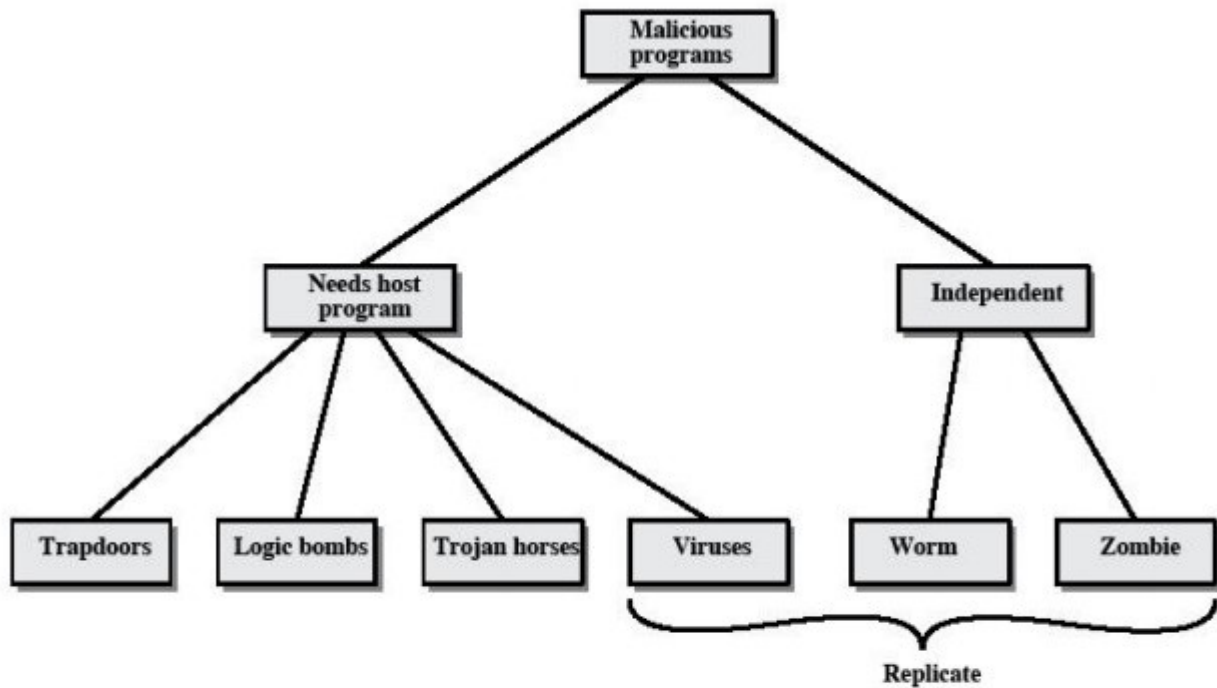 Malicious
programs
Needs host
program
Independent
Trapdoors
Logic bombs
Trojan horses
Viruses
Worm
Zombie
Replicate